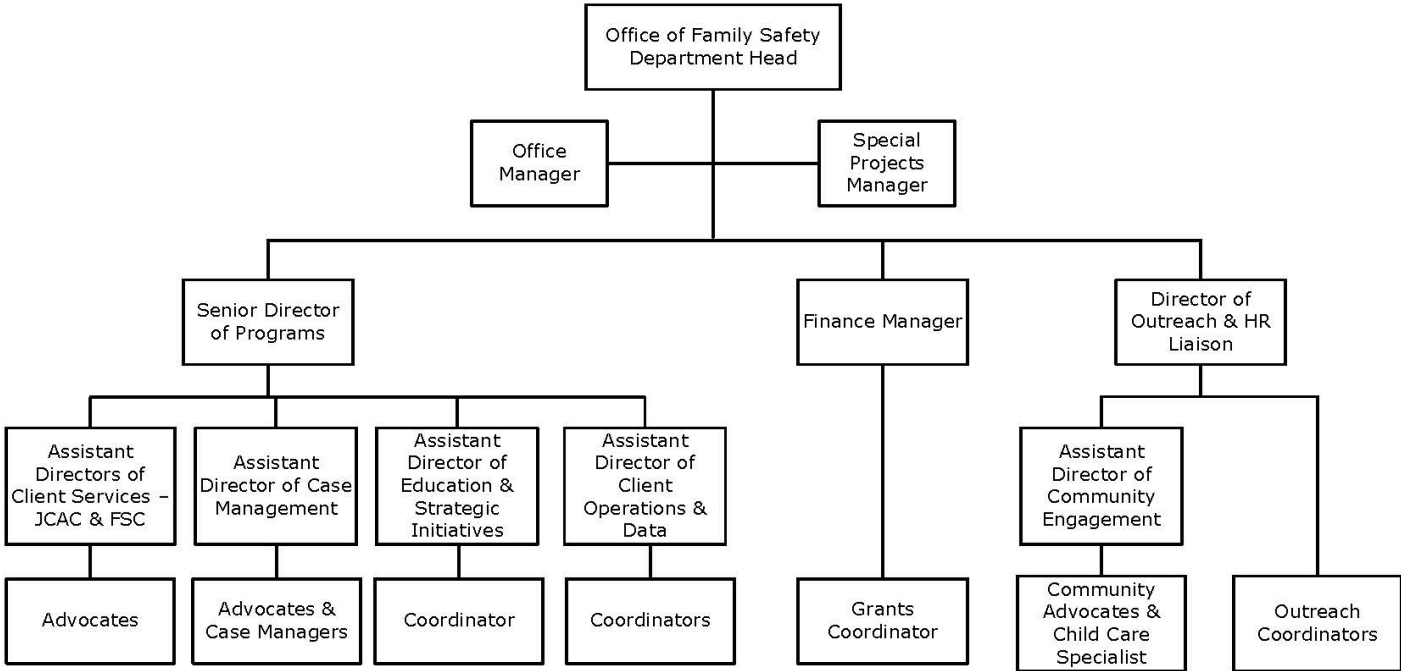 Office of Family Safety
Department Head
Office
Manager
Special
Projects
Manager
Senior Director
of Programs
Finance Manager
Director of
Outreach & HR
Liaison
Assistant
Directors of
Client Services –
JCAC & FSC
Assistant
Director of Case
Management
Assistant
Director of
Education &
Strategic
Initiatives
Assistant
Director of
Client
Operations &
Data
Assistant
Director of
Community
Engagement
Advocates
Advocates &
Case Managers
Coordinator
Coordinators
Grants
Coordinator
Community
Advocates &
Child Care
Specialist
Outreach
Coordinators